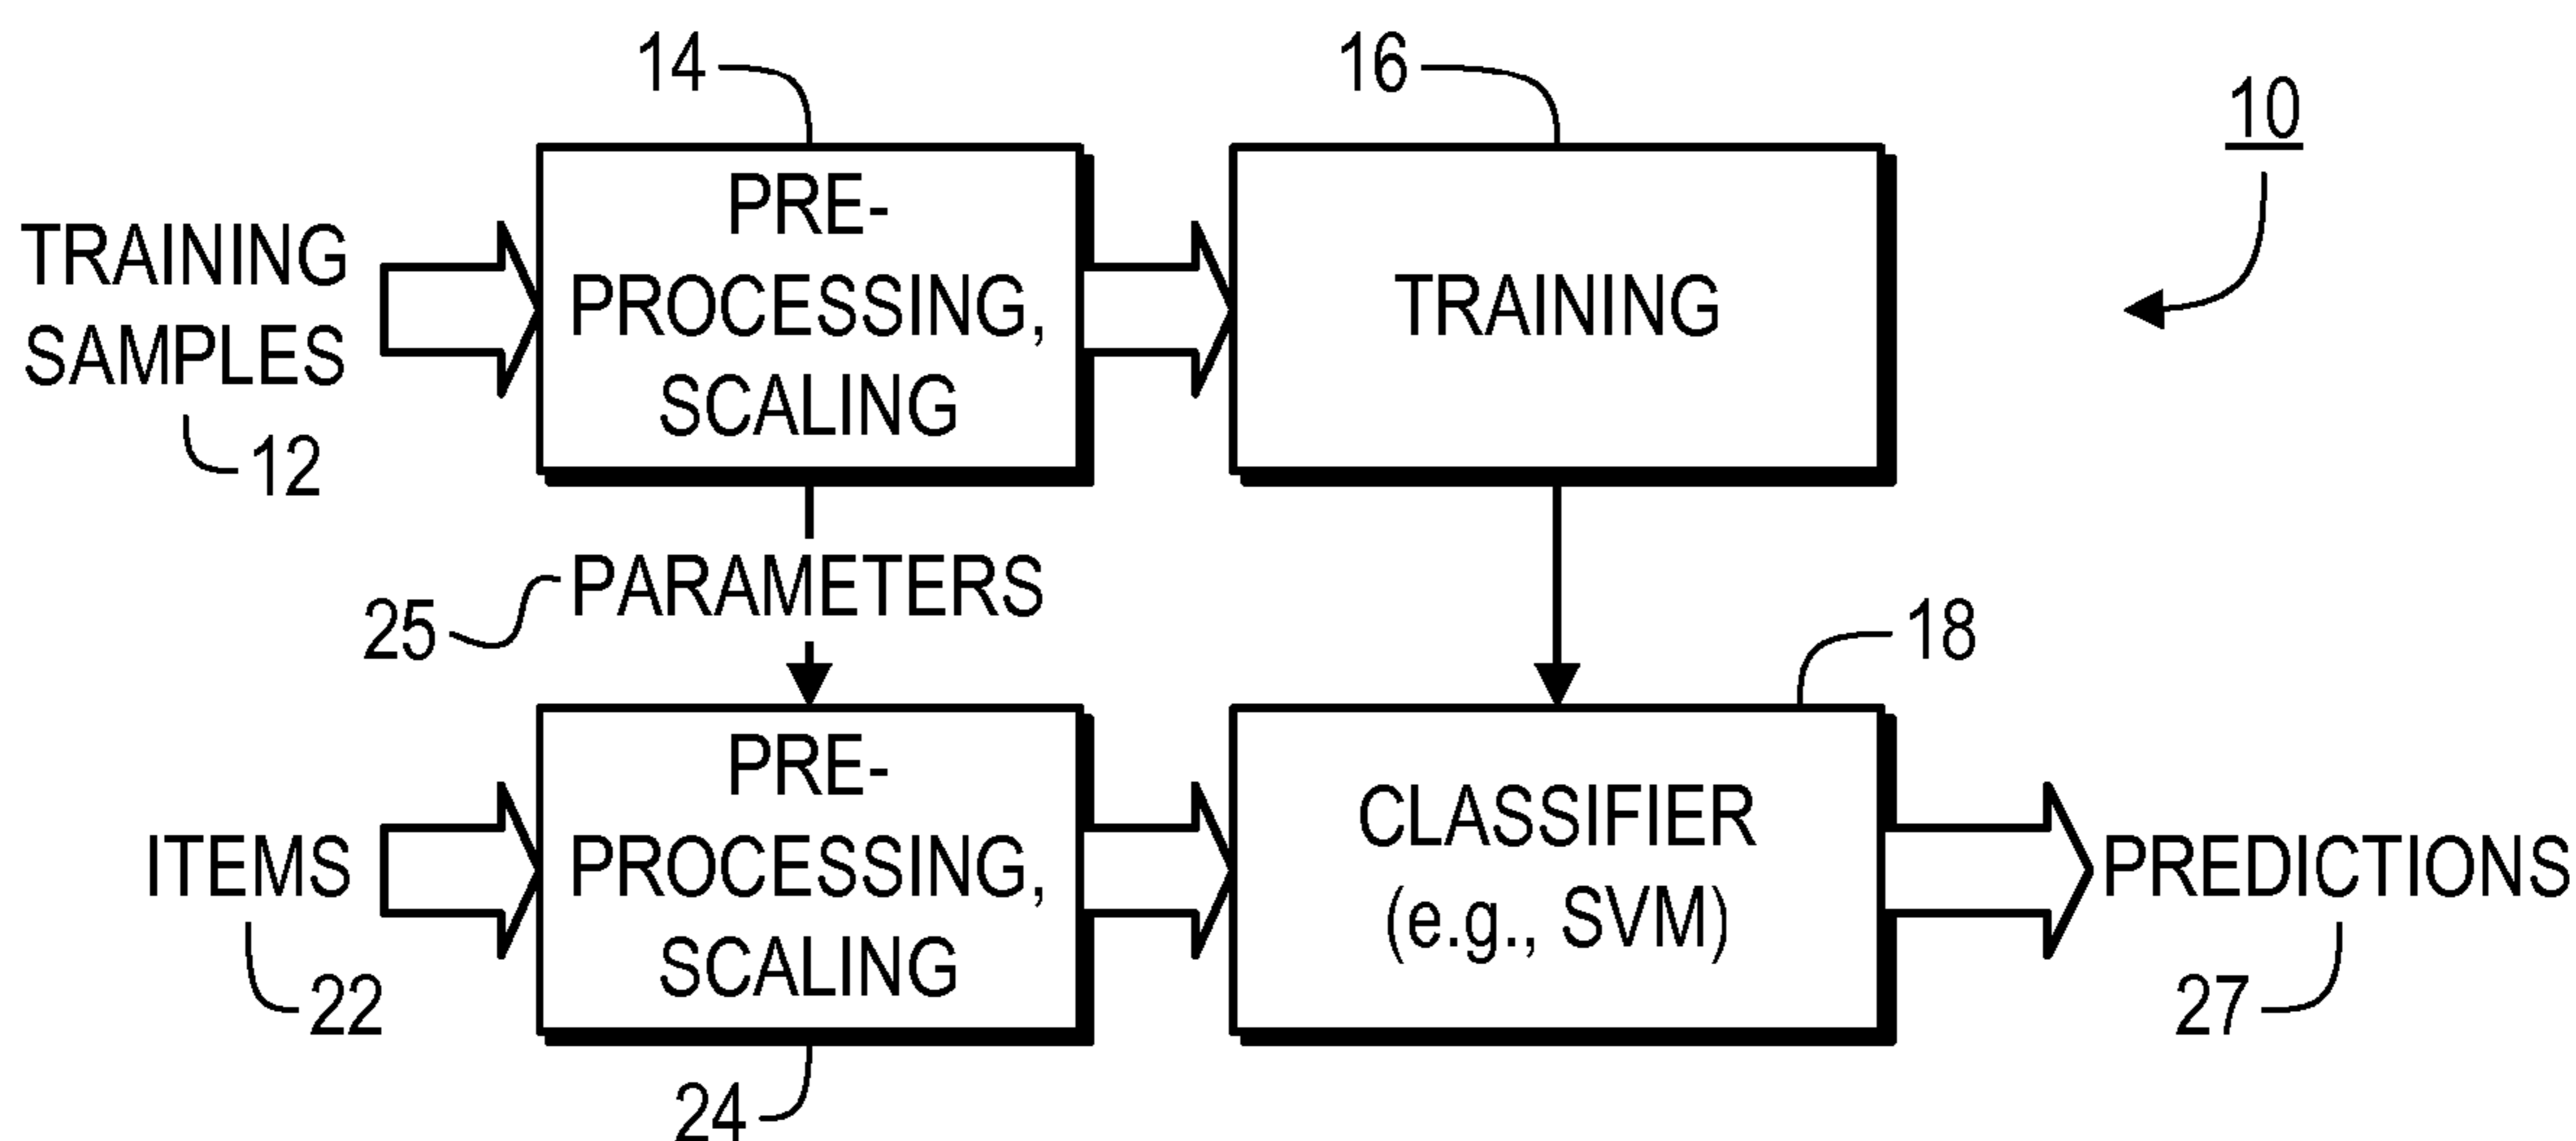 14
16
10
PRE-
PROCESSING,
SCALING
TRAINING
TRAINING
SAMPLES
12
PARAMETERS
25
18
PRE-
PROCESSING,
SCALING
CLASSIFIER
(e.g., SVM)
ITEMS
22
PREDICTIONS
27
24